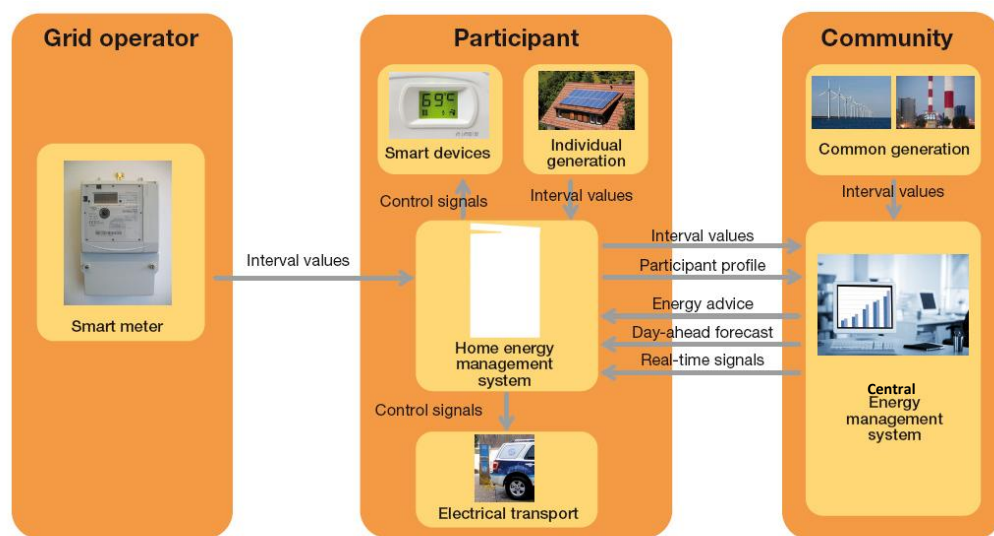 Grid operator
Participant
Community
Smart devices
Individual
generation
Common generation
Control signals
Interval values
Interval values
Interval values
Interval values
Participant profile
Energy advice
Day-ahead forecast
Real-time signals
Smart meter
Home energy
management
system
Central
Energy
management
system
Control signals
Electrical transport
69°